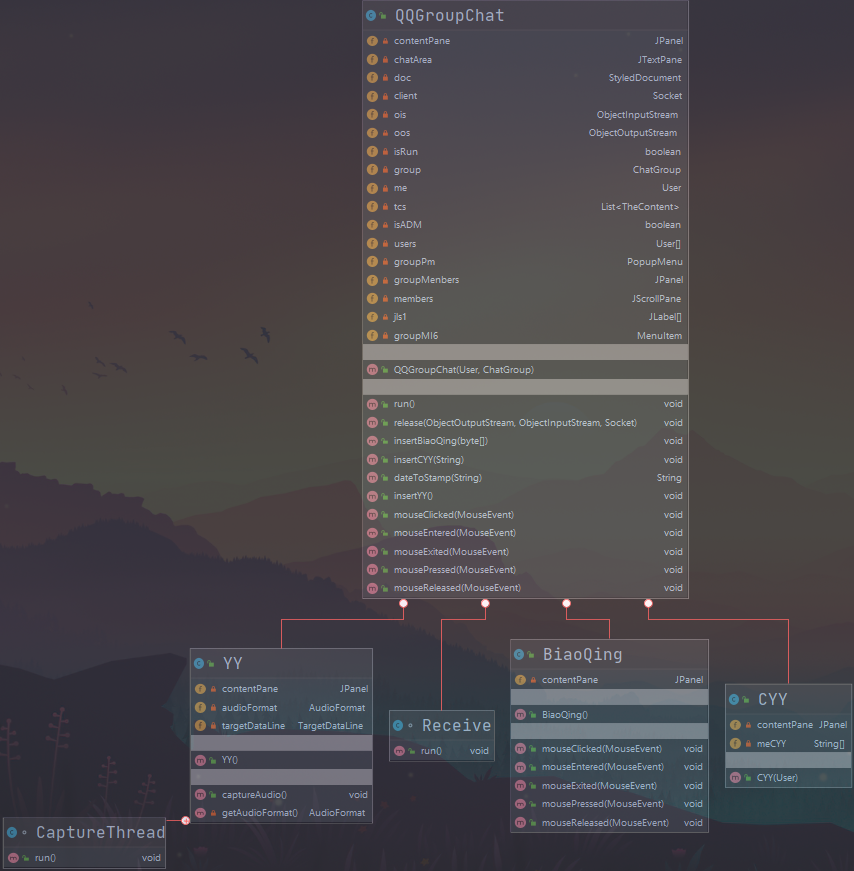 QQGroupChat
contentPane JPanel
chatArea JTextPane
doc StyledDocument
client Socket
ois ObjectInputStream
oos ObjectOutputStream
isRun boolean
group ChatGroup
me User
tcs List<TheContent>
isADM boolean
users User[]
groupPm PopupMenu
groupMenbers JPanel
members JScrollPane
jls1 JLabel[]
groupMI6 MenuItem
QQGroupChat(User, ChatGroup)
run() void
release(ObjectOutputStream, ObjectInputStream, Socket) void
insertBiaoQing(byte[]) void
insertCYY(String) void
dateToStamp(String) String
insertYY() void
mouseClicked(MouseEvent) void
mouseEntered(MouseEvent) void
mouseExited(MouseEvent) void
mousePressed(MouseEvent) void
mouseReleased(MouseEvent) void
YY
contentPane JPanel
audioFormat AudioFormat
targetDataLine TargetDataLine
YY()
captureAudio() void
getAudioFormat() AudioFormat
Receive
run() void
BiaoQing
contentPane JPanel
BiaoQing()
mouseClicked(MouseEvent) void
mouseEntered(MouseEvent) void
mouseExited(MouseEvent) void
mousePressed(MouseEvent) void
mouseReleased(MouseEvent) void
CYY
contentPane JPanel
meCYY String[]
CYY(User)
CaptureThread
run() void